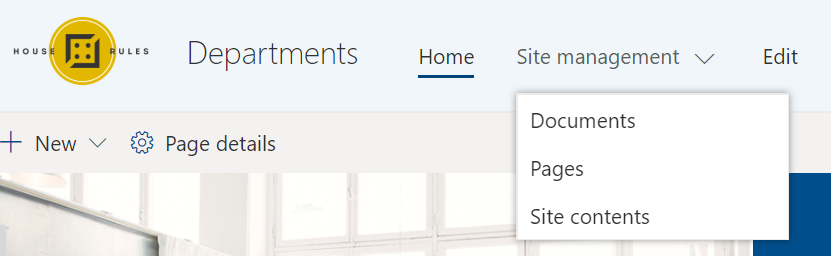 HOUSE RULES
Departments
Home
Site management
Edit
New
Page details
Documents
Pages
Site contents